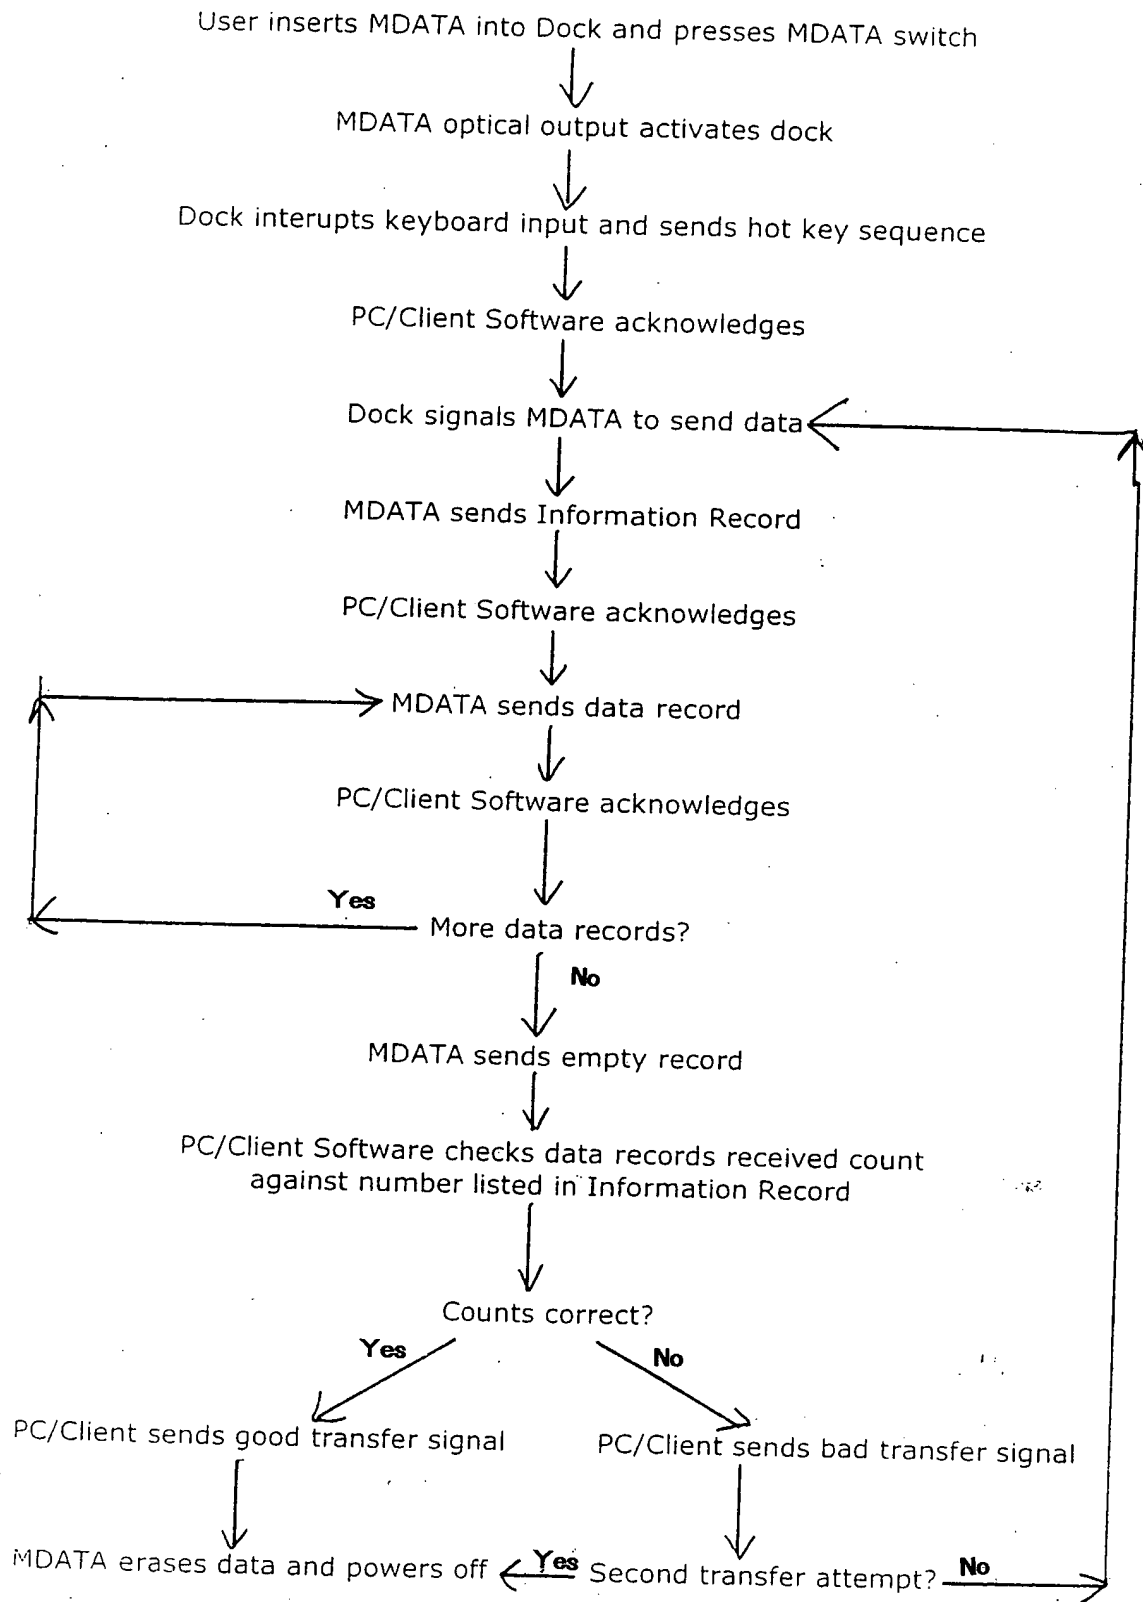 User inserts MDATA into Dock and presses MDATA switch
MDATA optical output activates dock
Dock interupts keyboard input and sends hot key sequence
PC/Client Software acknowledges
Dock signals MDATA to send data
MDATA sends Information Record
PC/Client Software acknowledges
MDATA sends data record
PC/Client Software acknowledges
Yes
More data records?
No
MDATA sends empty record
PC/Client Software checks data records received count
against number listed in Information Record
Counts correct?
Yes
No
PC/Client sends good transfer signal
PC/Client sends bad transfer signal
MDATA erases data and powers off
Yes
Second transfer attempt?
No